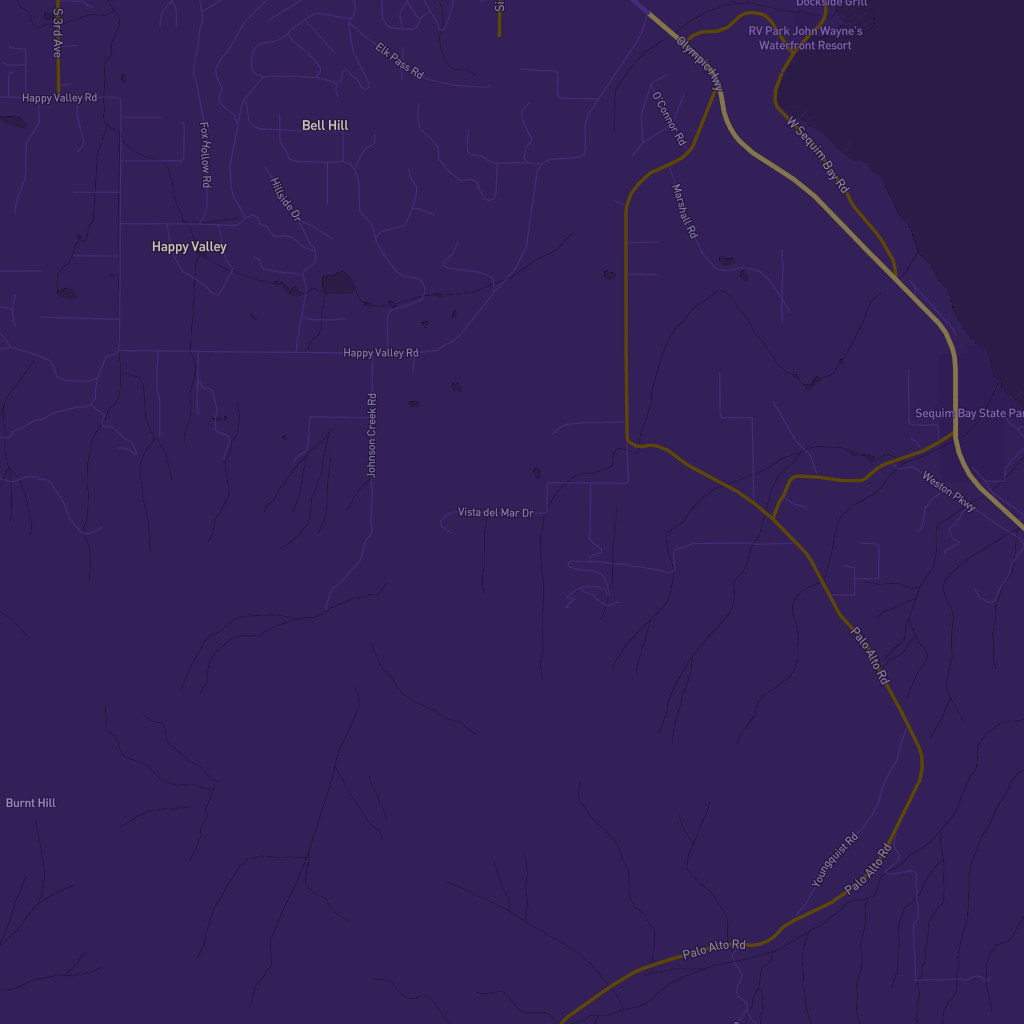 Dockside Grill
S 3rd Ave
RV Park John Wayne's
Waterfront Resort
Elk Pass Rd
Olympic Hwy
Happy Valley Rd
O'Connor Rd
Bell Hill
Fox Hollow Rd
W Sequim Bay Rd
Hillside Dr
Marshall Rd
Happy Valley
Happy Valley Rd
Sequim Bay State Par
Johnson Creek Rd
Weston Pkwy
Vista del Mar Dr
Palo Alto Rd
Burnt Hill
Youngquist Rd
Palo Alto Rd
Palo Alto Rd